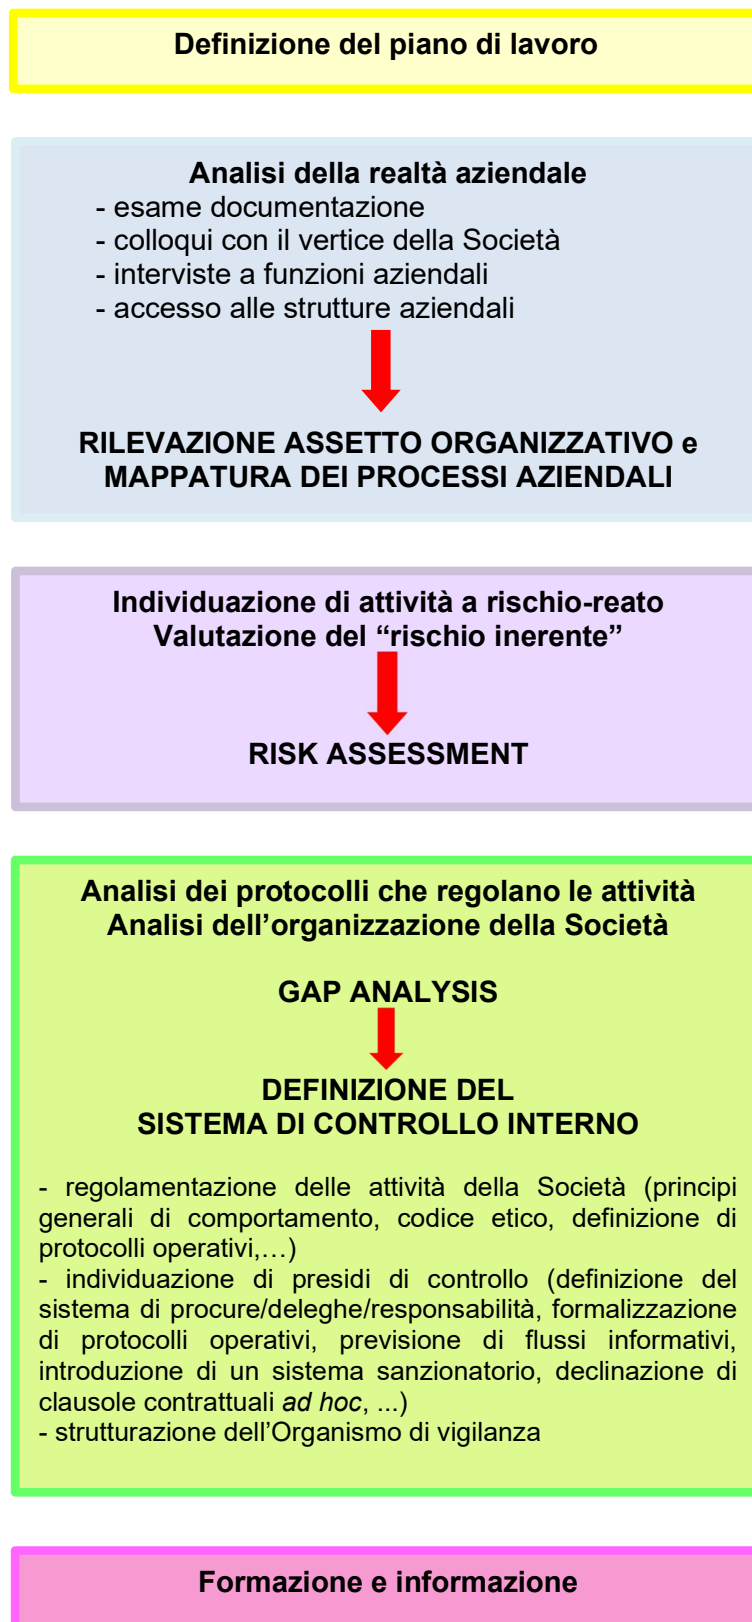 Definizione del piano di lavoro
Analisi della realtà aziendale
- esame documentazione
- colloqui con il vertice della Società
- interviste a funzioni aziendali
- accesso alle strutture aziendali
RILEVAZIONE ASSETTO ORGANIZZATIVO e
MAPPATURA DEI PROCESSI AZIENDALI
Individuazione di attività a rischio-reato
Valutazione del “rischio inerente”
RISK ASSESSMENT
Analisi dei protocolli che regolano le attività
Analisi dell’organizzazione della Società
GAP ANALYSIS
DEFINIZIONE DEL
SISTEMA DI CONTROLLO INTERNO
- regolamentazione delle attività della Società (principi
generali di comportamento, codice etico, definizione di
protocolli operativi,…)
- individuazione di presidi di controllo (definizione del
sistema di procure/deleghe/responsabilità, formalizzazione
di protocolli operativi, previsione di flussi informativi,
introduzione di un sistema sanzionatorio, declinazione di
clausole contrattuali ad hoc, ...)
- strutturazione dell’Organismo di vigilanza
Formazione e informazione